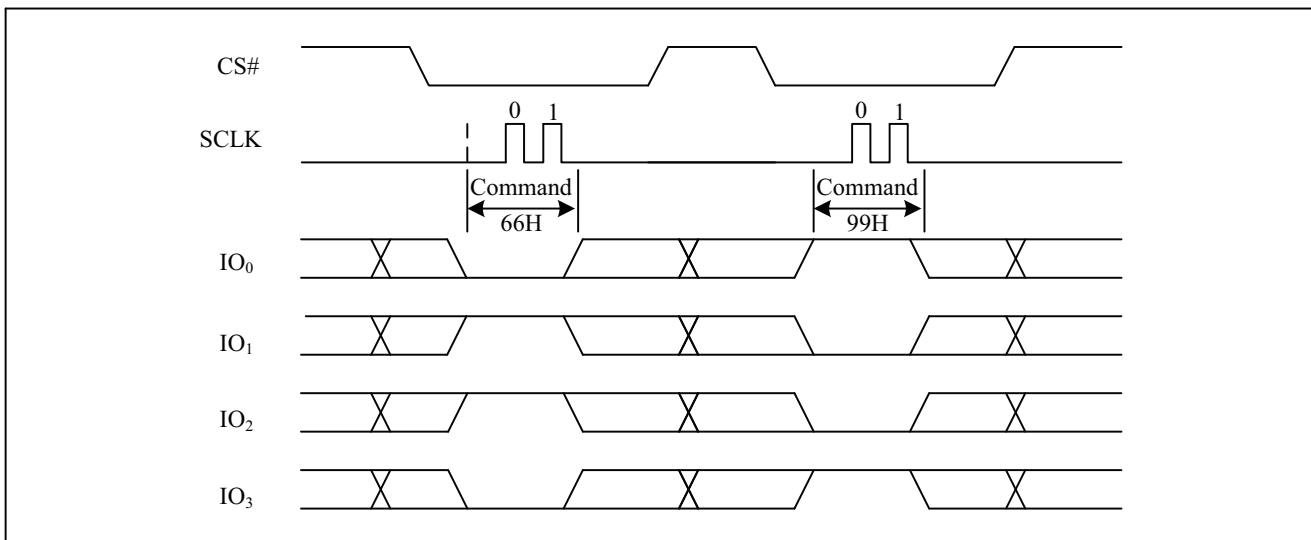 CS#
0 1 0 1
SCLK
Command Command
66H 99H
IO0
IO1
IO2
IO3